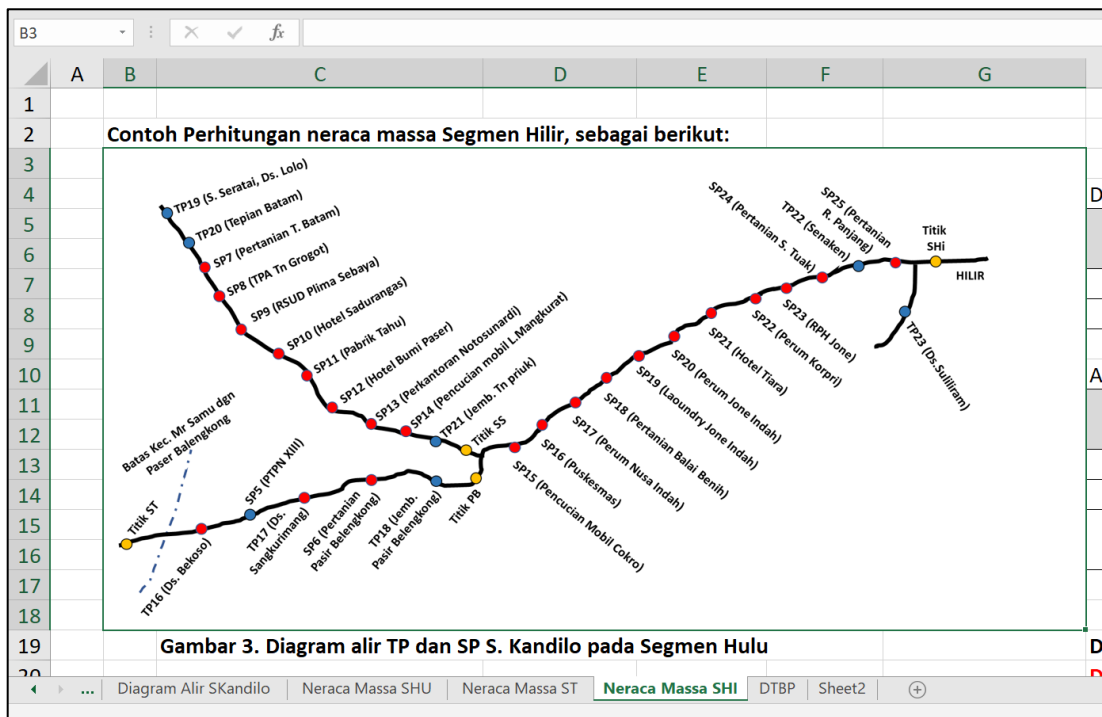 B3
fx
A B C D E F G
1
2
Contoh Perhitungan neraca massa Segmen Hilir, sebagai berikut:
3
4
5
6
7
8
9
10
11
12
13
14
15
16
17
18
19
20
TP19 (S. Seratai, Ds. Lolo)
TP20 (Tepian Batam)
SP7 (Pertanian T. Batam)
SP8 (TPA Tn Grogot)
SP9 (RSUD Plima Sebaya)
SP10 (Hotel Sadurangas)
SP11 (Pabrik Tahu)
SP12 (Hotel Bumi Paser)
SP13 (Perkantoran Notosunardi)
SP14 (Pencucian mobil L.Mangkurat)
TP21 (Jemb. Tn priuk)
Titik SS
Batas Kec. Mr Samu dgn
Paser Balengkong
Titik ST
TP16 (Ds. Bekoso)
SP5 (PTPN XIII)
TP17 (Ds.
Sangkurimang)
SP6 (Pertanian
Pasir Belengkong)
TP18 (Jemb.
Pasir Belengkong)
Titik PB
SP15 (Pencucian Mobil Cokro)
SP16 (Puskesmas)
SP17 (Perum Nusa Indah)
SP18 (Pertanian Balai Benih)
SP19 (Laoundry Jone Indah)
SP20 (Perum Jone Indah)
SP21 (Hotel Tiara)
SP22 (Perum Korpri)
SP23 (RPH Jone)
SP24 (Pertanian S. Tuak)
TP22 (Senaken)
SP25 (Pertanian
R. Panjang)
Titik
SHi
HILIR
TP23 (Ds.Suliliram)
D
A
D
Gambar 3. Diagram alir TP dan SP S. Kandilo pada Segmen Hulu
... Diagram Alir SKandilo Neraca Massa SHU Neraca Massa ST Neraca Massa SHI DTBP Sheet2